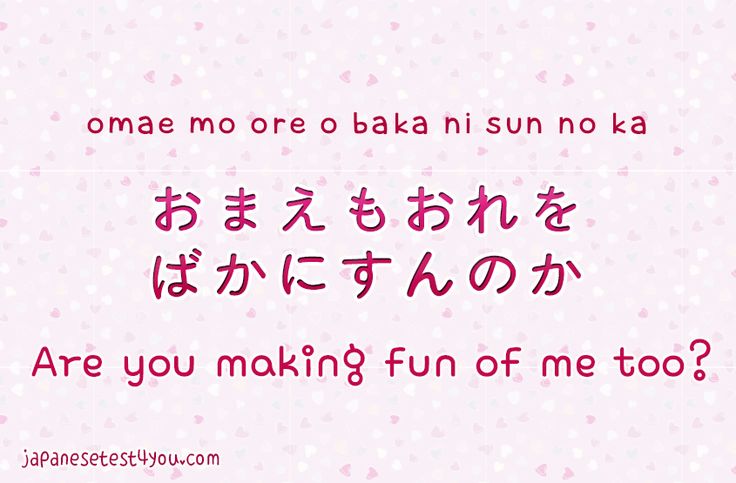 omae mo ore o baka ni sun no ka
おまえもおれを
ばかにすんのか
Are you making fun of me too?
japanesetest4you.com